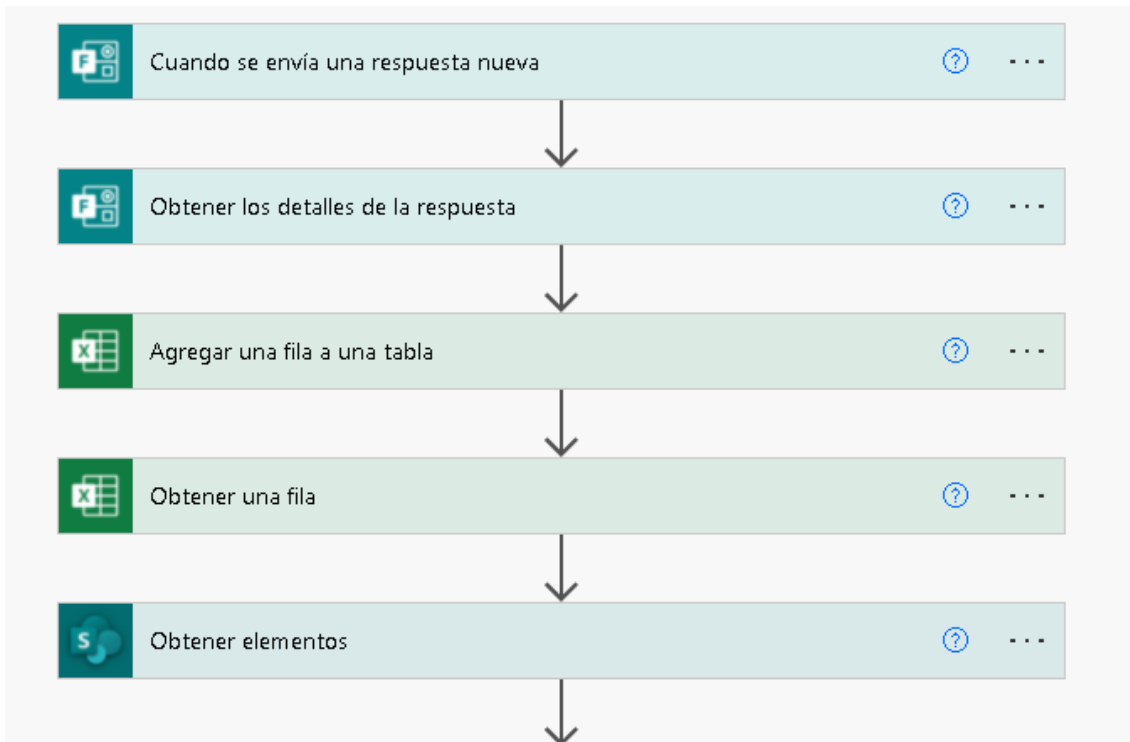 Cuando se envía una respuesta nueva
Obtener los detalles de la respuesta
Agregar una fila a una tabla
Obtener una fila
Obtener elementos